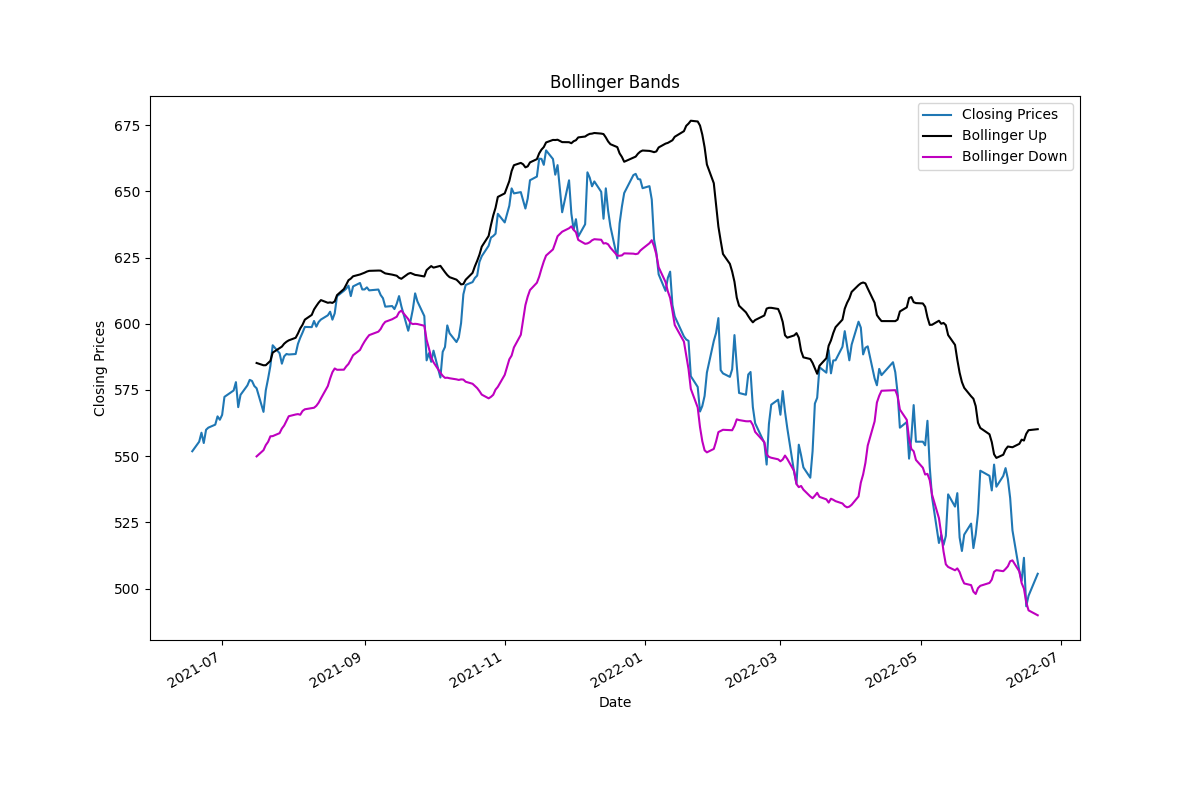 Bollinger Bands
Closing Prices
Bollinger Up
Bollinger Down
Closing Prices
675
650
625
600
575
550
525
500
2021-07
2021-09
2021-11
2022-01
2022-03
2022-05
2022-07
Date